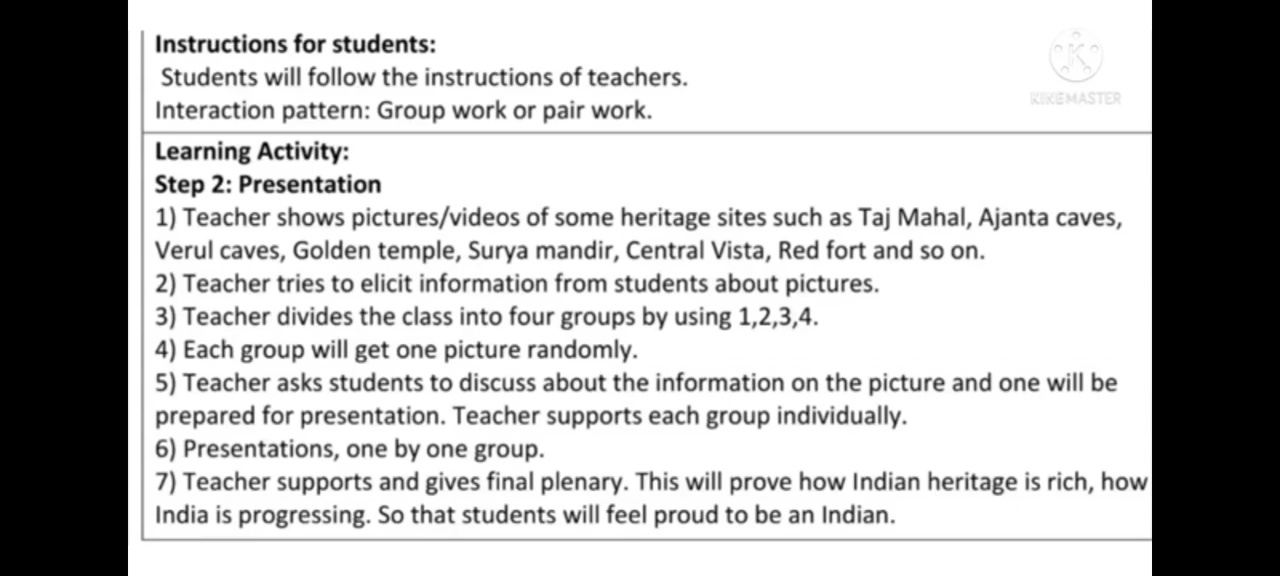 Instructions for students:
Students will follow the instructions of teachers.
Interaction pattern: Group work or pair work.
KINEMASTER
Learning Activity:
Step 2: Presentation
1) Teacher shows pictures/videos of some heritage sites such as Taj Mahal, Ajanta caves,
Verul caves, Golden temple, Surya mandir, Central Vista, Red fort and so on.
2) Teacher tries to elicit information from students about pictures.
3) Teacher divides the class into four groups by using 1,2,3,4.
4) Each group will get one picture randomly.
5) Teacher asks students to discuss about the information on the picture and one will be
prepared for presentation. Teacher supports each group individually.
6) Presentations, one by one group.
7) Teacher supports and gives final plenary. This will prove how Indian heritage is rich, how
India is progressing. So that students will feel proud to be an Indian.